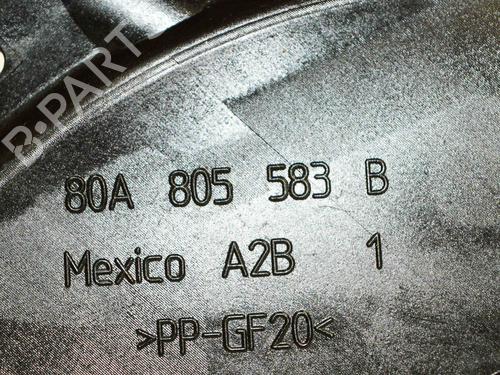 B-PART
80A 805 583 B
Mexico A2B 1
>PP-GF20<